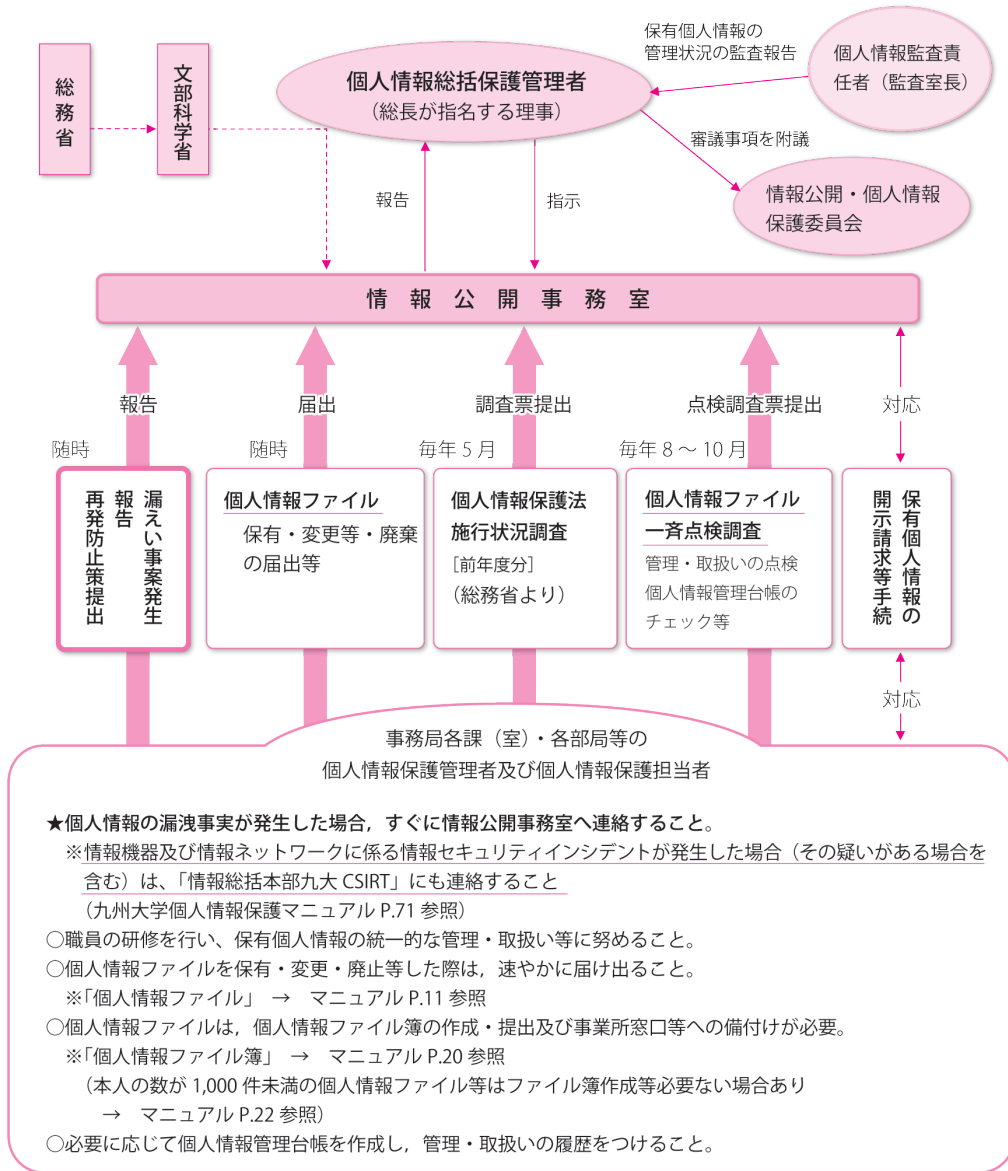 総務省
文部科学省
個人情報総括保護管理者
（総長が指名する理事）
保有個人情報の
管理状況の監査報告
個人情報監査責
任者（監査室長）
審議事項を附議
情報公開・個人情報
保護委員会
報告
指示
情報公開事務室
報告
届出
調査票提出
点検調査票提出
対応
随時
随時
毎年 5 月
毎年 8 ～ 10 月
漏えい事案発生
報告
再発防止策提出
個人情報ファイル
保有・変更等・廃棄
の届出等
個人情報保護法
施行状況調査
［前年度分］
（総務省より）
個人情報ファイル
一斉点検調査
管理・取扱いの点検
個人情報管理台帳の
チェック等
保有個人情報の
開示請求等手続
対応
事務局各課（室）・各部局等の
個人情報保護管理者及び個人情報保護担当者
★個人情報の漏洩事実が発生した場合，すぐに情報公開事務室へ連絡すること。
※情報機器及び情報ネットワークに係る情報セキュリティインシデントが発生した場合（その疑いがある場合を
含む）は、「情報総括本部九大 CSIRT」にも連絡すること
（九州大学個人情報保護マニュアル P.71 参照）
○職員の研修を行い、保有個人情報の統一的な管理・取扱い等に努めること。
○個人情報ファイルを保有・変更・廃止等した際は，速やかに届け出ること。
※「個人情報ファイル」 → マニュアル P.11 参照
○個人情報ファイルは，個人情報ファイル簿の作成・提出及び事業所窓口等への備付けが必要。
※「個人情報ファイル簿」 → マニュアル P.20 参照
（本人の数が 1,000 件未満の個人情報ファイル等はファイル簿作成等必要ない場合あり
→ マニュアル P.22 参照）
○必要に応じて個人情報管理台帳を作成し，管理・取扱いの履歴をつけること。